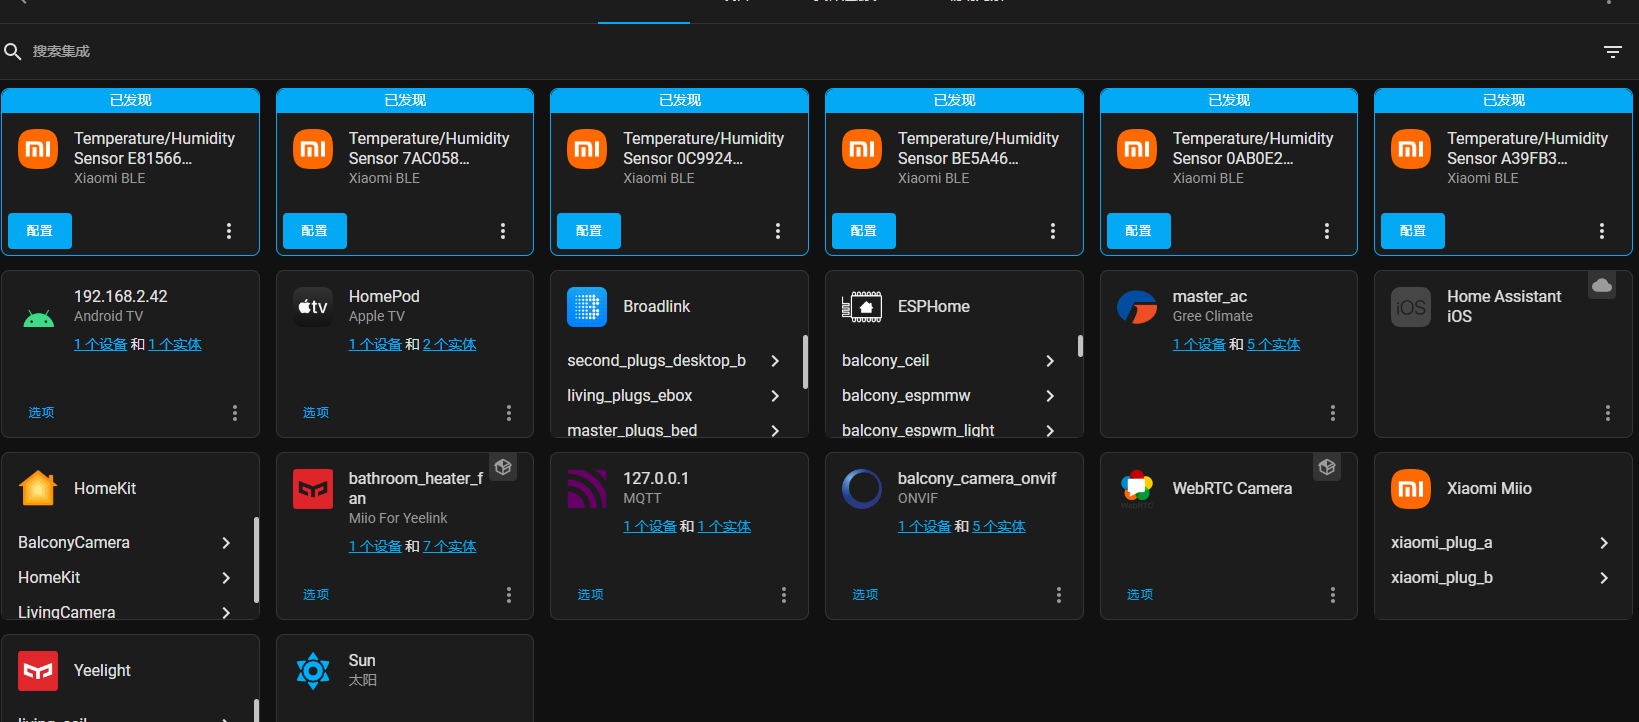 搜索集成
已发现
已发现
已发现
已发现
已发现
已发现
Temperature/Humidity
Sensor E81566…
Xiaomi BLE
配置
Temperature/Humidity
Sensor 7AC058…
Xiaomi BLE
配置
Temperature/Humidity
Sensor 0C9924…
Xiaomi BLE
配置
Temperature/Humidity
Sensor BE5A46…
Xiaomi BLE
配置
Temperature/Humidity
Sensor 0AB0E2…
Xiaomi BLE
配置
Temperature/Humidity
Sensor A39FB3…
Xiaomi BLE
配置
192.168.2.42
Android TV
1 个设备 和 1 个实体
选项
tv
HomePod
Apple TV
1 个设备 和 2 个实体
选项
Broadlink
second_plugs_desktop_b
living_plugs_ebox
master_plugs_bed
ESPHome
balcony_ceil
balcony_espmmw
balcony_espwm_light
master_ac
Gree Climate
1 个设备 和 5 个实体
iOS
Home Assistant
iOS
HomeKit
BalconyCamera
HomeKit
LivingCamera
bathroom_heater_f
an
Miio For Yeelink
1 个设备 和 7 个实体
选项
127.0.0.1
MQTT
1 个设备 和 1 个实体
选项
balcony_camera_onvif
ONVIF
1 个设备 和 5 个实体
选项
WebRTC
WebRTC Camera
选项
Xiaomi Miio
xiaomi_plug_a
xiaomi_plug_b
Yeelight
living_ceil
Sun
太阳